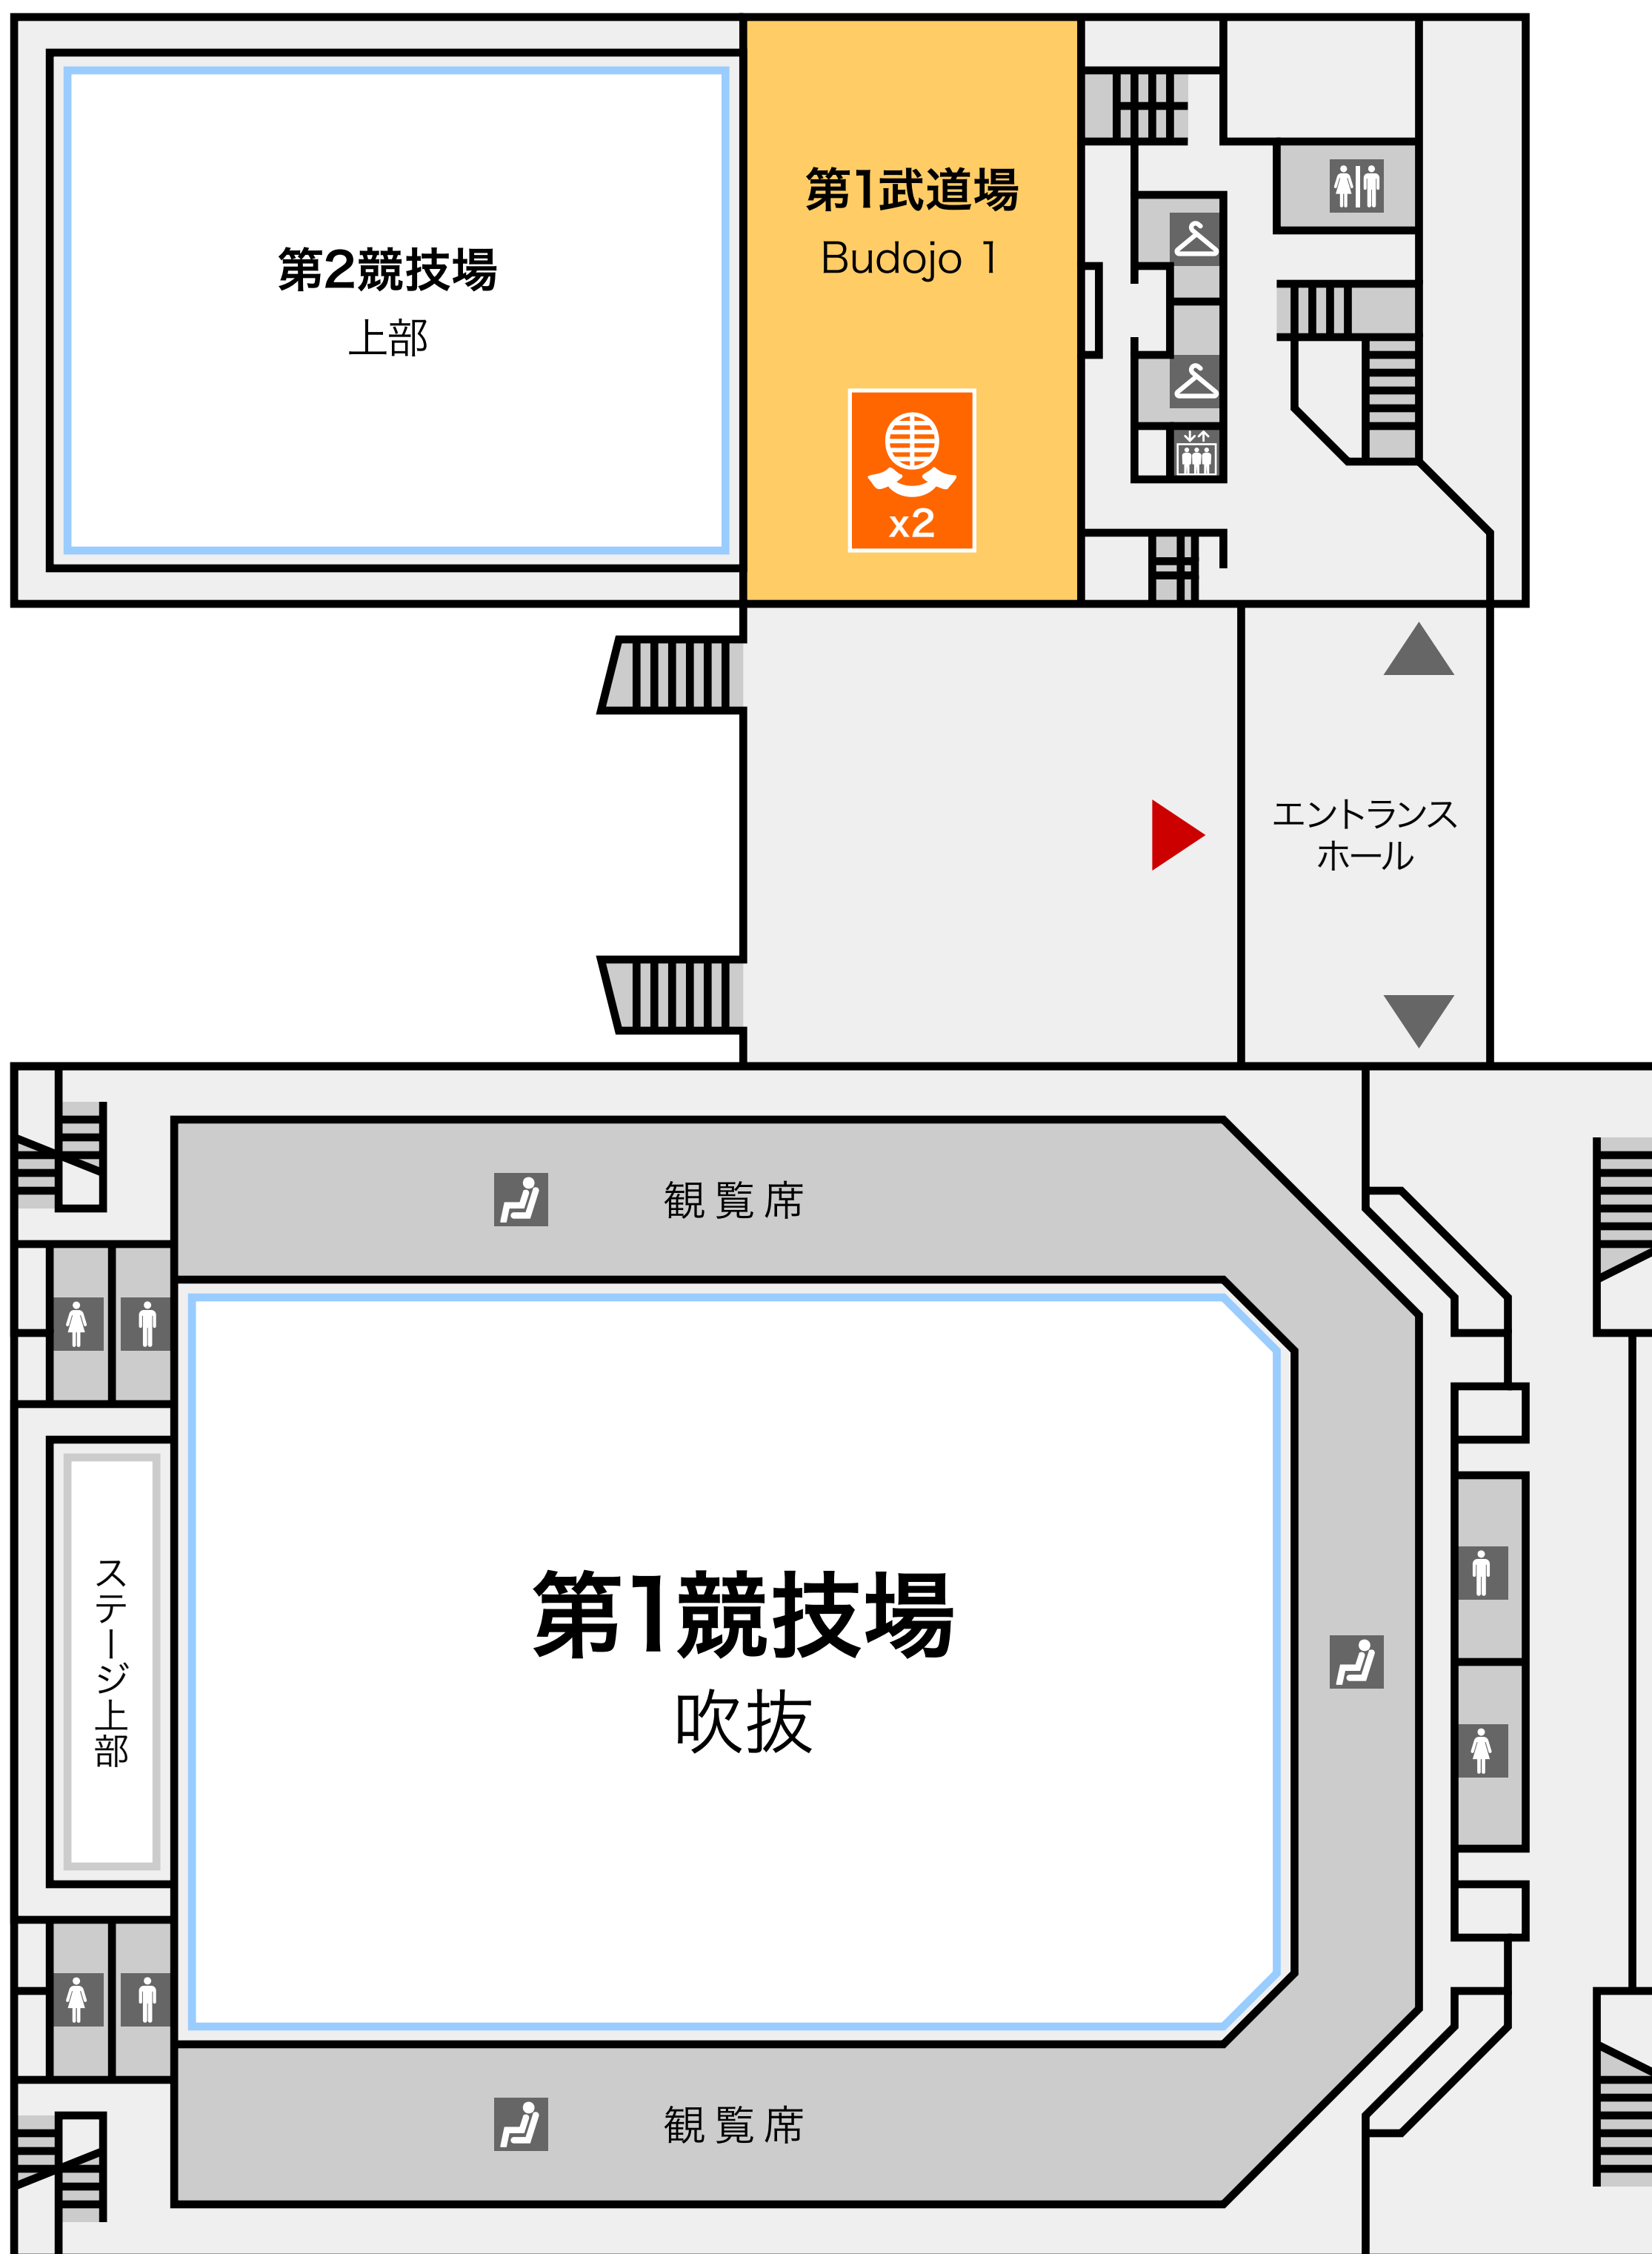 第2競技場
上部
第1武道場
Budojo 1
x2
エントランス
ホール
観覧席
第1競技場
吹抜
ステージ上部
観覧席